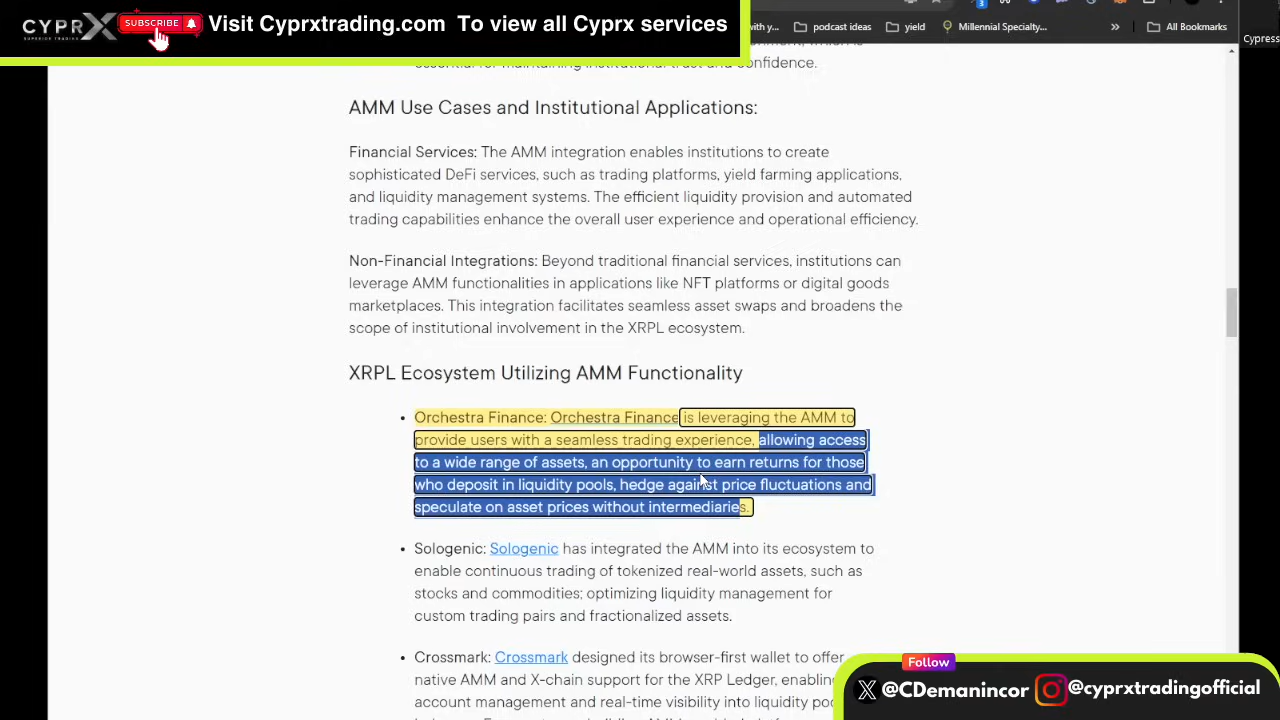 CYPRX
SUPERIOR TRADING
SUBSCRIBE
Visit Cyprxtrading.com To view all Cyprx services
with y...
podcast ideas
yield
Millennial Specialty...
»
All Bookmarks
Cypress
essential for maintaining institutional trust and confidence.
AMM Use Cases and Institutional Applications:
Financial Services: The AMM integration enables institutions to create
sophisticated DeFi services, such as trading platforms, yield farming applications,
and liquidity management systems. The efficient liquidity provision and automated
trading capabilities enhance the overall user experience and operational efficiency.
Non-Financial Integrations: Beyond traditional financial services, institutions can
leverage AMM functionalities in applications like NFT platforms or digital goods
marketplaces. This integration facilitates seamless asset swaps and broadens the
scope of institutional involvement in the XRPL ecosystem.
XRPL Ecosystem Utilizing AMM Functionality
• Orchestra Finance: Orchestra Finance is leveraging the AMM to
provide users with a seamless trading experience, allowing access
to a wide range of assets, an opportunity to earn returns for those
who deposit in liquidity pools, hedge against price fluctuations and
speculate on asset prices without intermediaries.
• Sologenic: Sologenic has integrated the AMM into its ecosystem to
enable continuous trading of tokenized real-world assets, such as
stocks and commodities; optimizing liquidity management for
custom trading pairs and fractionalized assets.
• Crossmark: Crossmark designed its browser-first wallet to offer
native AMM and X-chain support for the XRP Ledger, enabling
account management and real-time visibility into liquidity
Follow
@CDemanincor
@cyprxtradingofficial